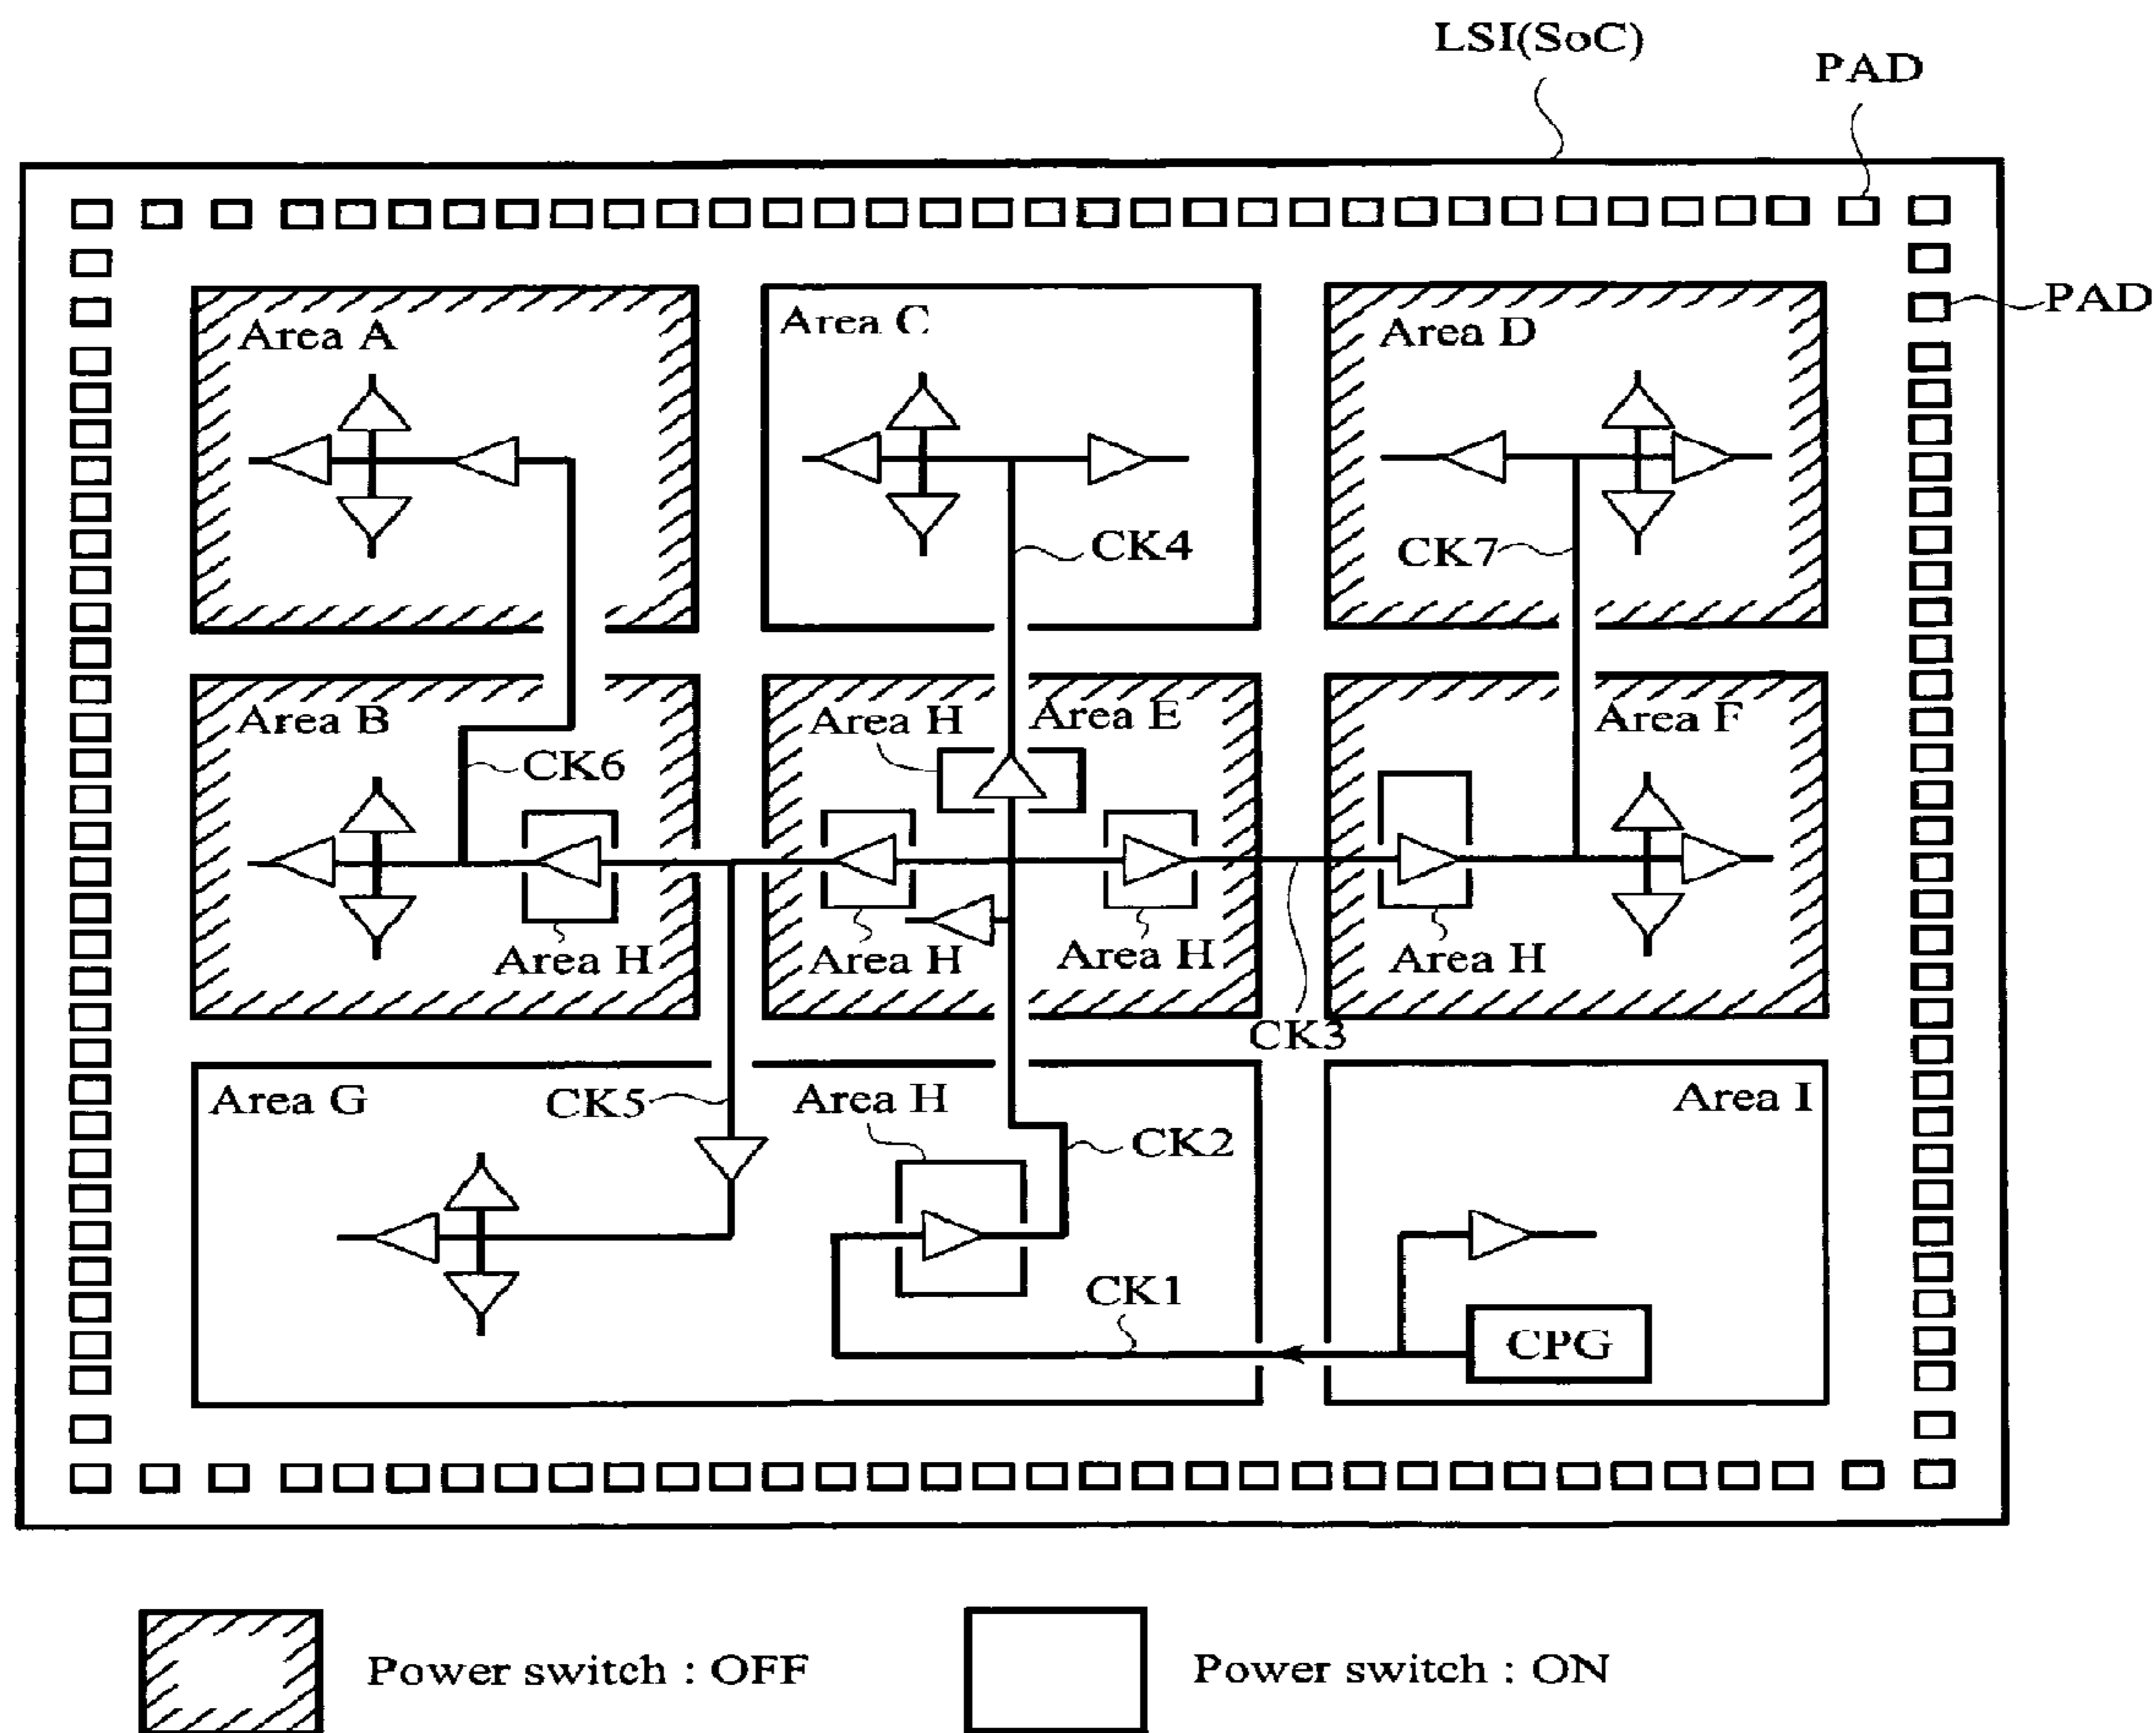 LSI(SoC)
PAD
PAD
Area A
Area C
Area D
CK4
CK7
Area B
Area H
Area E
Area F
CK6
Area H
Area H
Area H
Area H
CK3
Area G
CK5
Area H
Area I
CK2
CK1
CPG
Power switch : OFF
Power switch : ON